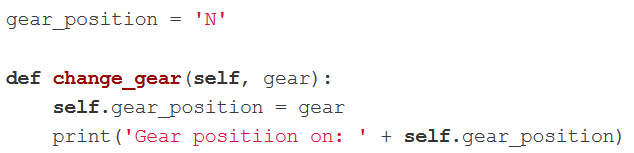 gear_position = 'N'
def change_gear(self, gear):
    self.gear_position = gear
    print('Gear positiion on: ' + self.gear_position)